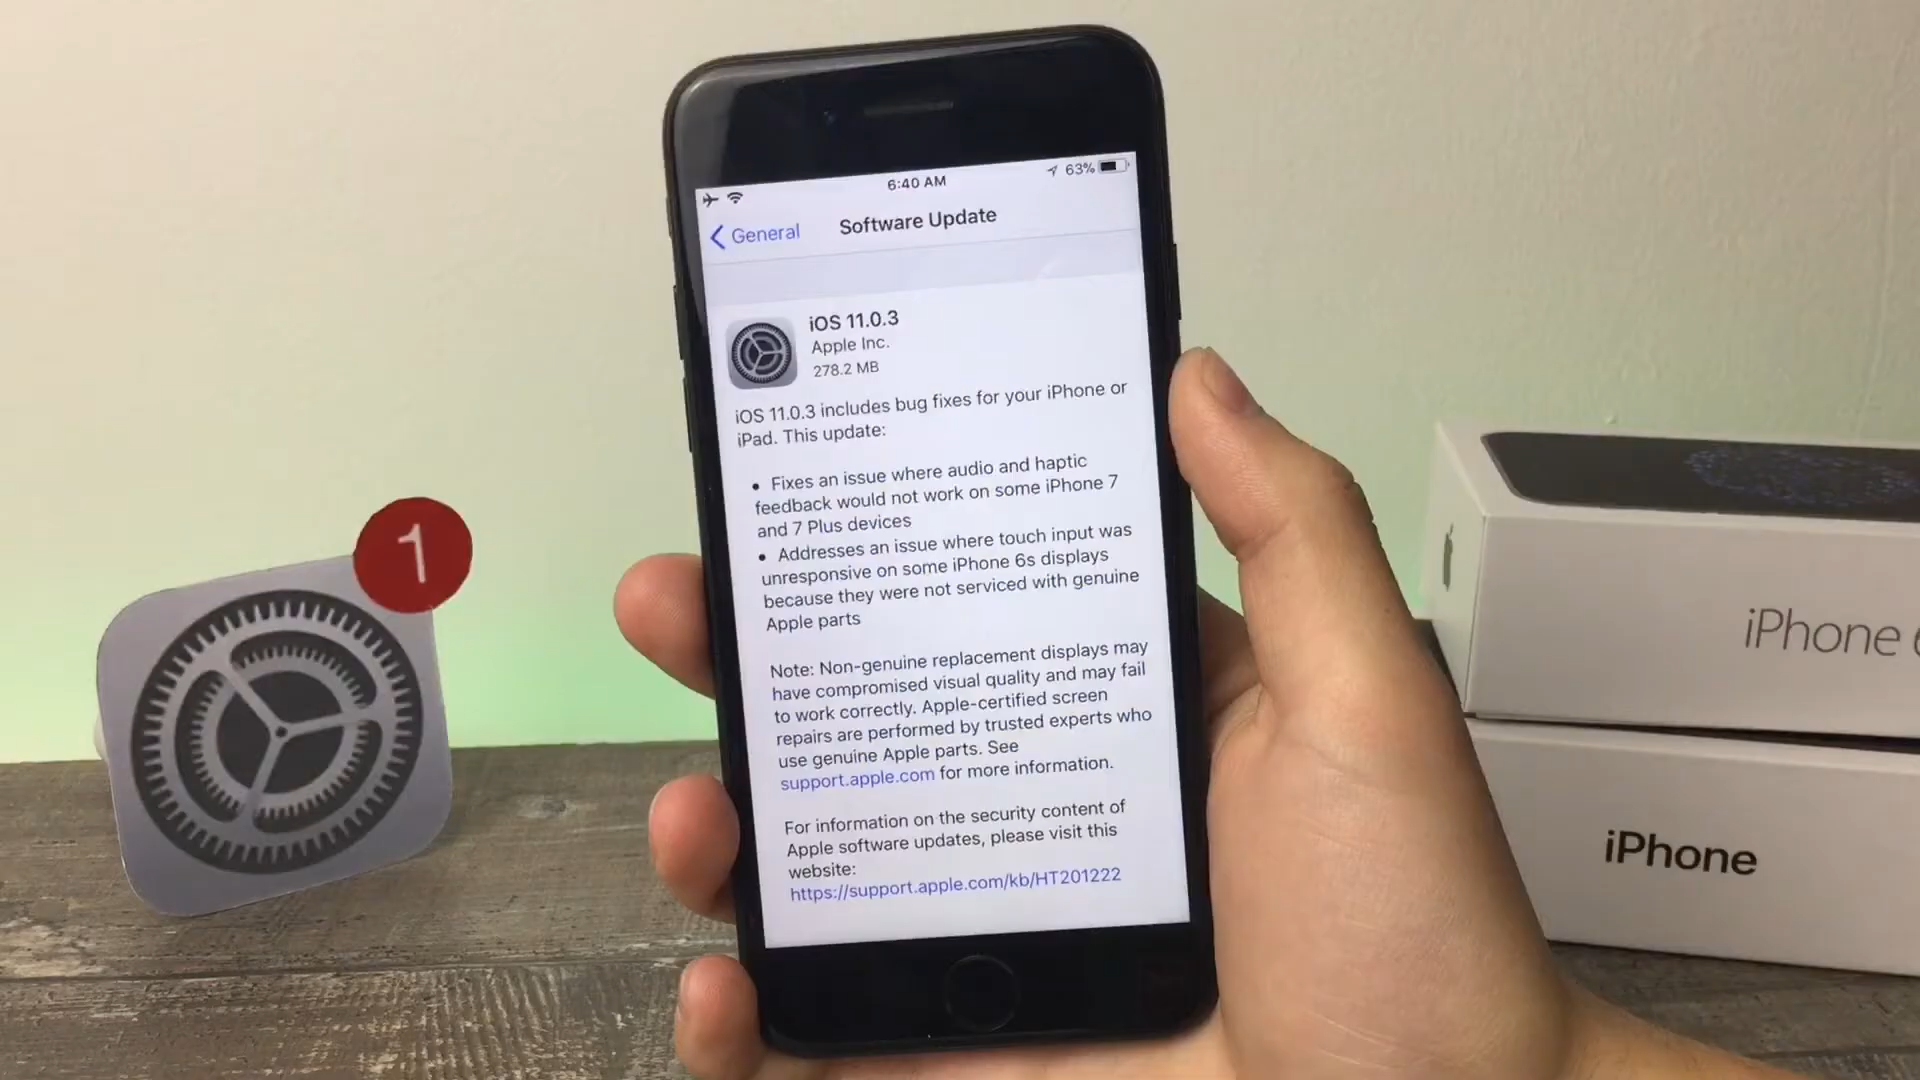 6:40 AM
63%
General
Software Update
iOS 11.0.3
Apple Inc.
278.2 MB
iOS 11.0.3 includes bug fixes for your iPhone or
iPad. This update:
• Fixes an issue where audio and haptic
feedback would not work on some iPhone 7
and 7 Plus devices
• Addresses an issue where touch input was
unresponsive on some iPhone 6s displays
because they were not serviced with genuine
Apple parts
Note: Non-genuine replacement displays may
have compromised visual quality and may fail
to work correctly. Apple-certified screen
repairs are performed by trusted experts who
use genuine Apple parts. See
support.apple.com for more information.
For information on the security content of
Apple software updates, please visit this
website:
https://support.apple.com/kb/HT201222
1
iPhone
iPhone